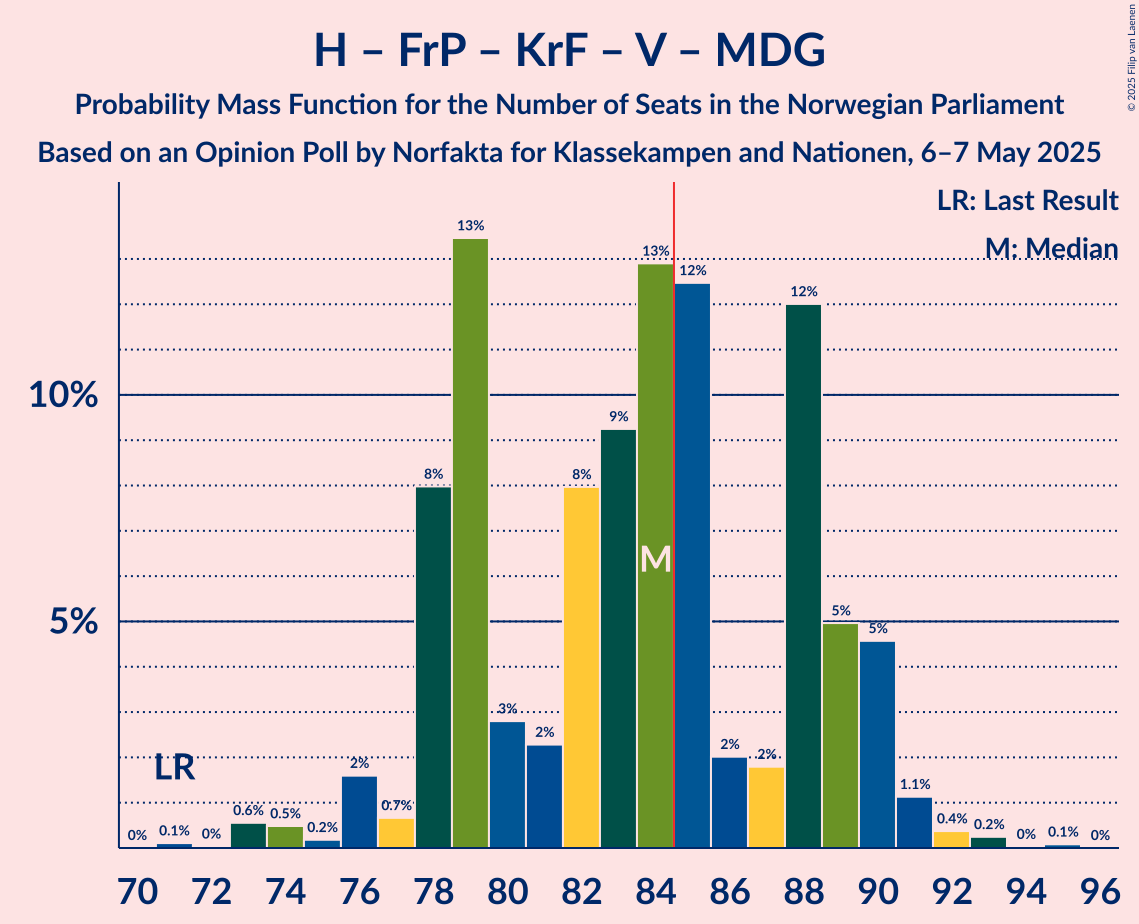 H – FrP – KrF – V – MDG
Probability Mass Function for the Number of Seats in the Norwegian Parliament
Based on an Opinion Poll by Norfakta for Klassekampen and Nationen, 6–7 May 2025
© 2025 Filip van Laenen
LR: Last Result
M: Median
10%
5%
0% 0.1% 0% 0.6% 0.5% 0.2% 2% 0.7% 8% 13% 3% 2% 8% 9% 13% 12% 2% 2% 12% 5% 5% 1.1% 0.4% 0.2% 0% 0.1% 0%
LR
M
70 72 74 76 78 80 82 84 86 88 90 92 94 96